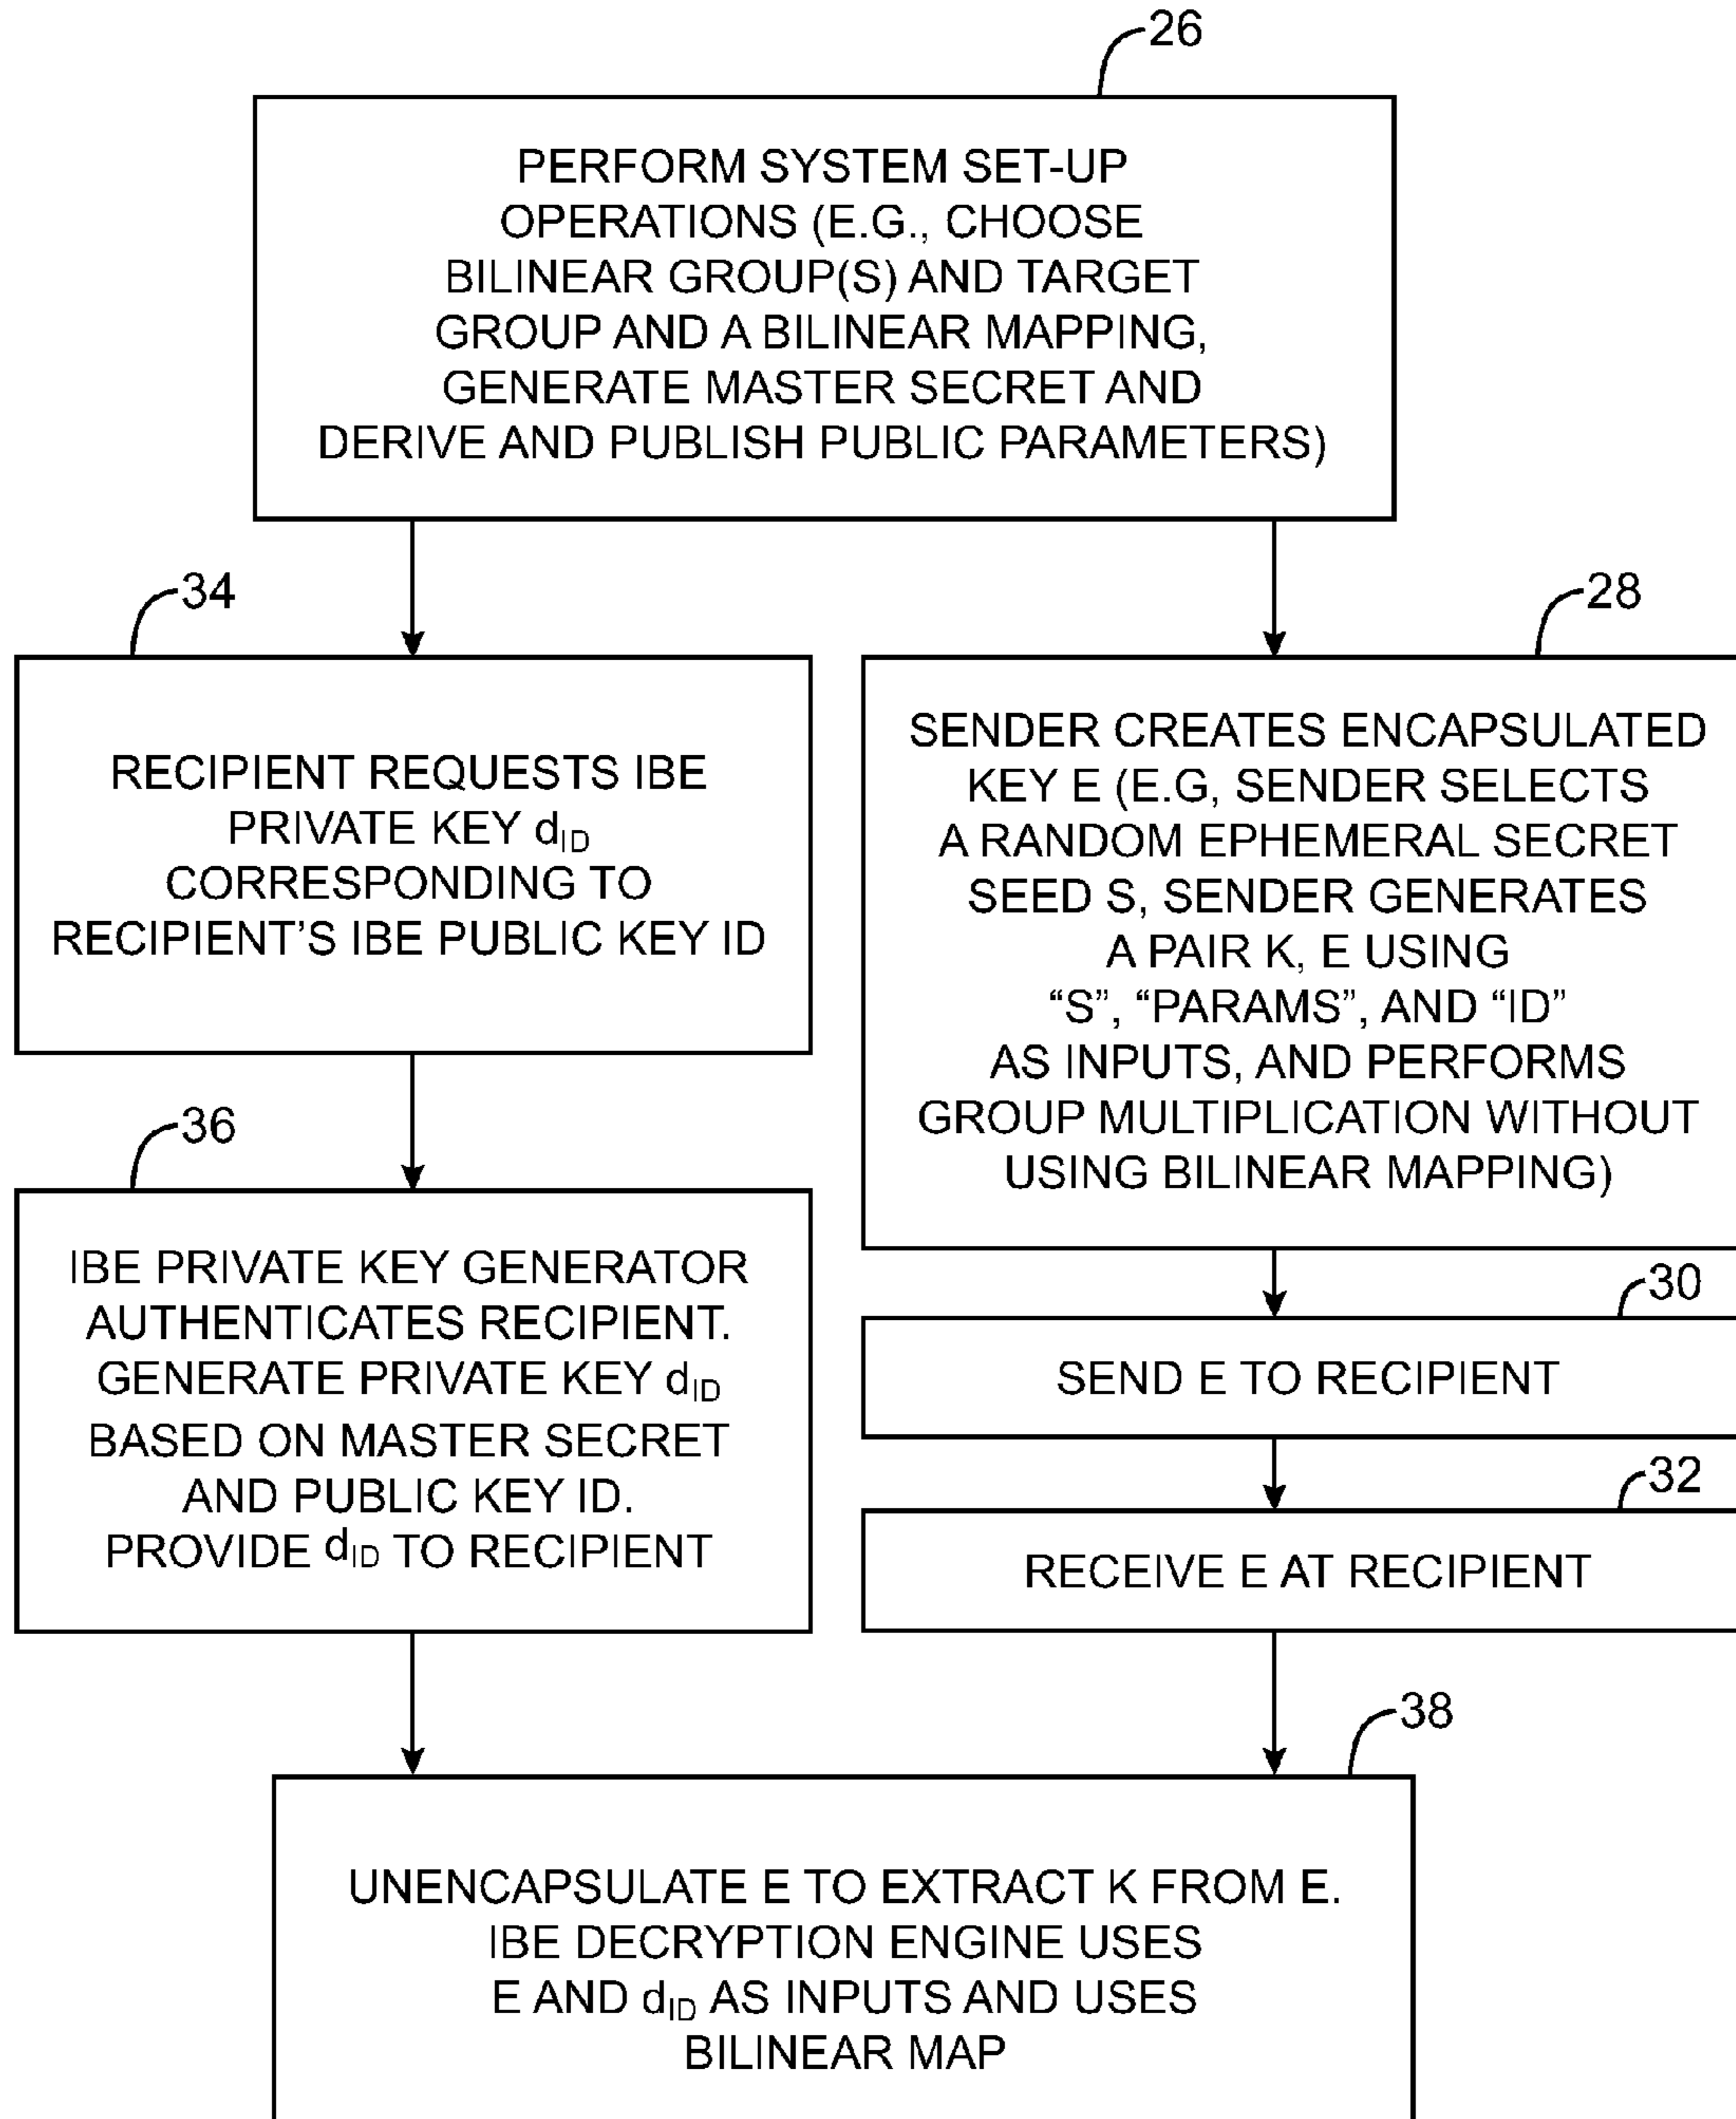 26
PERFORM SYSTEM SET-UP
OPERATIONS (E.G., CHOOSE
BILINEAR GROUP(S) AND TARGET
GROUP AND A BILINEAR MAPPING,
GENERATE MASTER SECRET AND
DERIVE AND PUBLISH PUBLIC PARAMETERS)
34
RECIPIENT REQUESTS IBE
PRIVATE KEY dID
CORRESPONDING TO
RECIPIENT'S IBE PUBLIC KEY ID
36
IBE PRIVATE KEY GENERATOR
AUTHENTICATES RECIPIENT.
GENERATE PRIVATE KEY dID
BASED ON MASTER SECRET
AND PUBLIC KEY ID.
PROVIDE dID TO RECIPIENT
28
SENDER CREATES ENCAPSULATED
KEY E (E.G, SENDER SELECTS
A RANDOM EPHEMERAL SECRET
SEED S, SENDER GENERATES
A PAIR K, E USING
“S”, “PARAMS”, AND “ID”
AS INPUTS, AND PERFORMS
GROUP MULTIPLICATION WITHOUT
USING BILINEAR MAPPING)
30
SEND E TO RECIPIENT
32
RECEIVE E AT RECIPIENT
38
UNENCAPSULATE E TO EXTRACT K FROM E.
IBE DECRYPTION ENGINE USES
E AND dID AS INPUTS AND USES
BILINEAR MAP